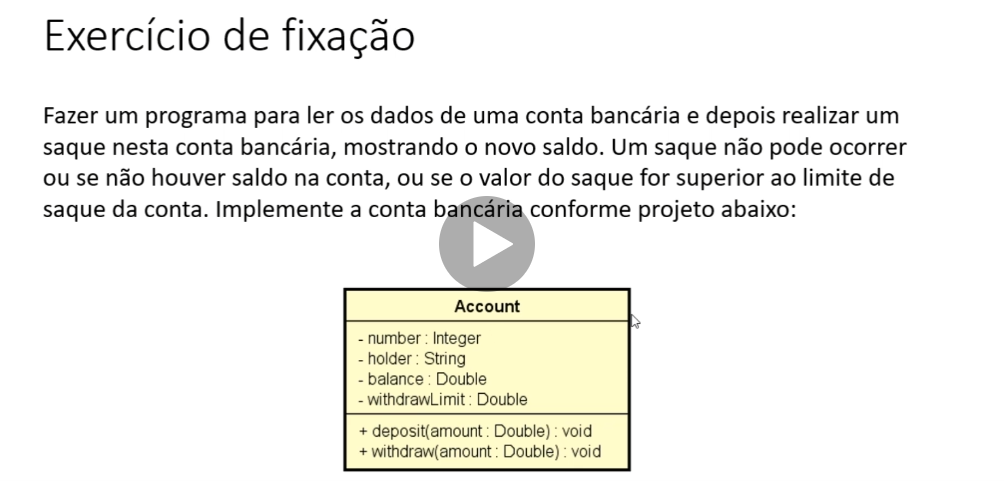 Exercício de fixação
Fazer um programa para ler os dados de uma conta bancária e depois realizar um
saque nesta conta bancária, mostrando o novo saldo. Um saque não pode ocorrer
ou se não houver saldo na conta, ou se o valor do saque for superior ao limite de
saque da conta. Implemente a conta bancária conforme projeto abaixo:
Account
- number : Integer
- holder : String
- balance : Double
- withdrawLimit : Double
+ deposit(amount : Double) : void
+ withdraw(amount : Double) : void